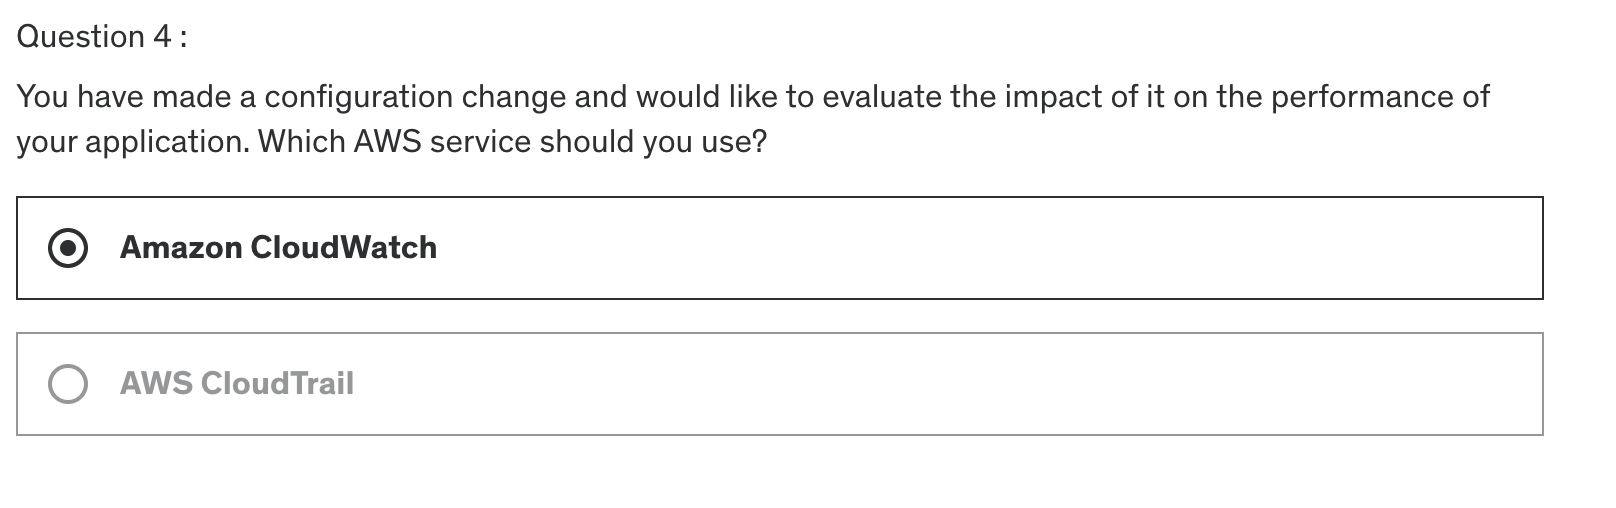 Question 4 :
You have made a configuration change and would like to evaluate the impact of it on the performance of
your application. Which AWS service should you use?
Amazon CloudWatch
AWS CloudTrail